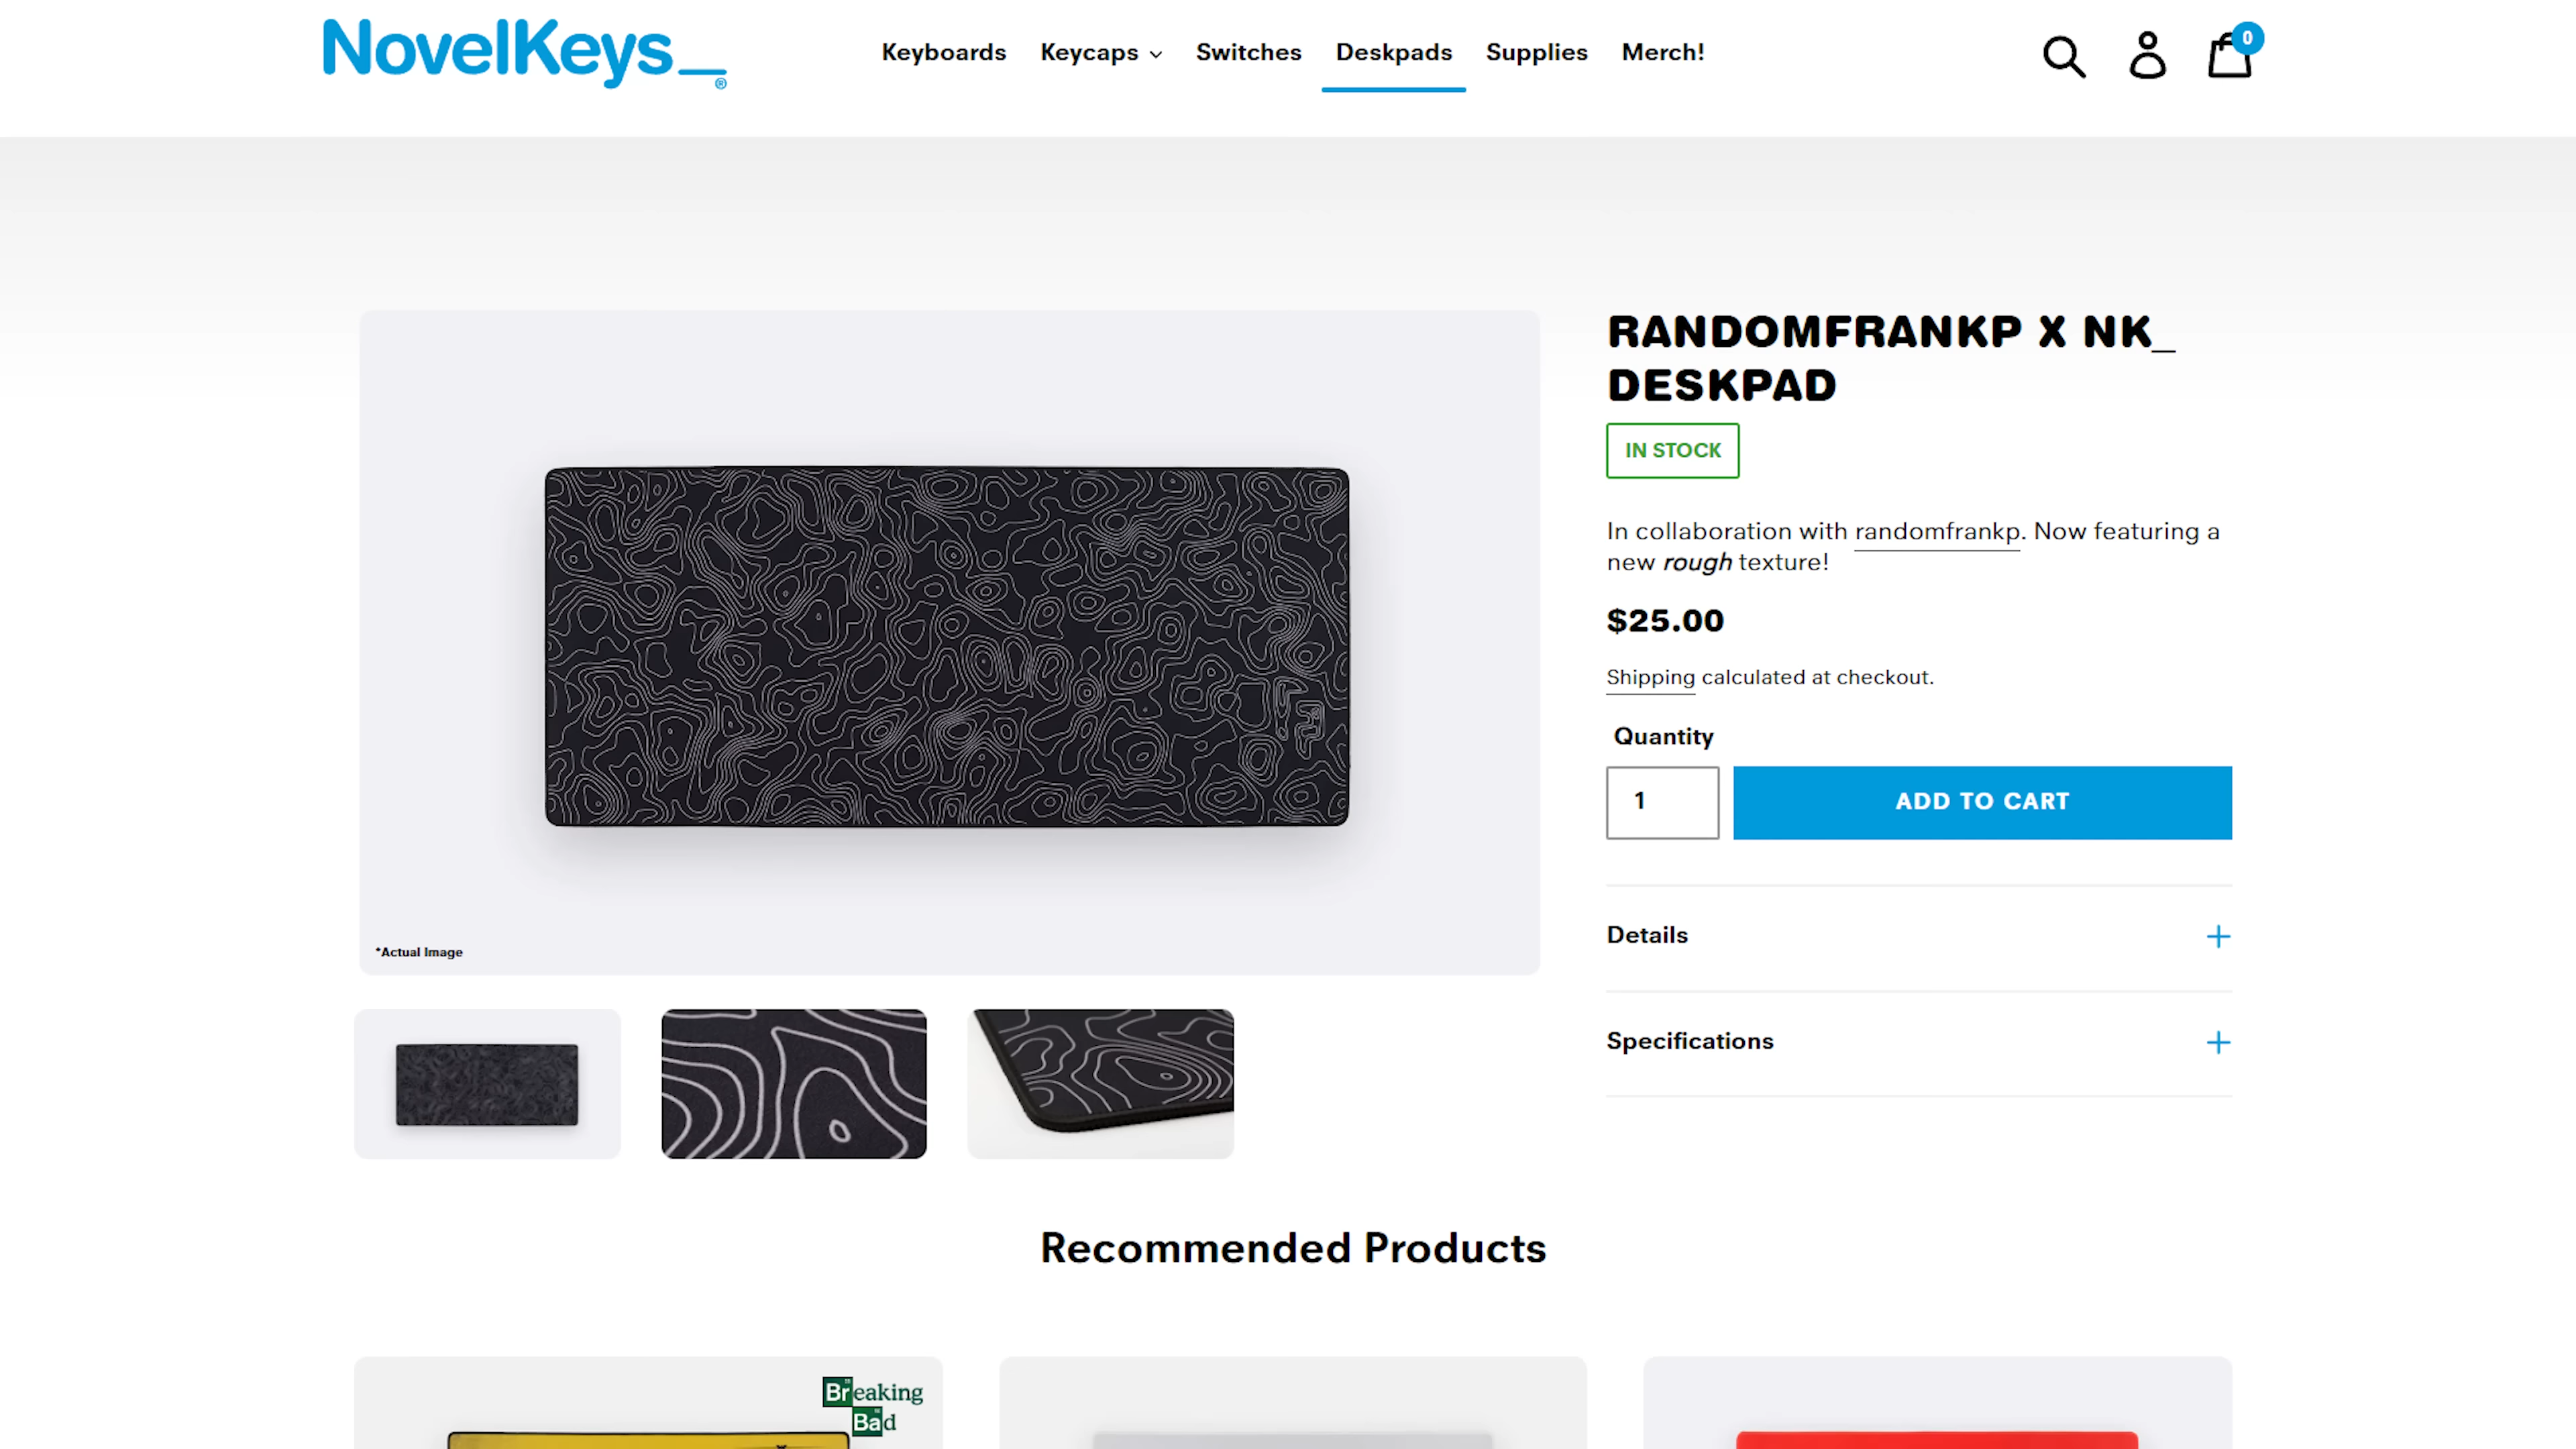 NovelKeys_®
Keyboards Keycaps Switches Deskpads Supplies Merch!
0
RANDOMFRANKP X NK_
DESKPAD
IN STOCK
In collaboration with randomfrankp. Now featuring a
new rough texture!
$25.00
Shipping calculated at checkout.
Quantity
1 ADD TO CART
*Actual Image
Details
Specifications
Recommended Products
Breaking
Bad